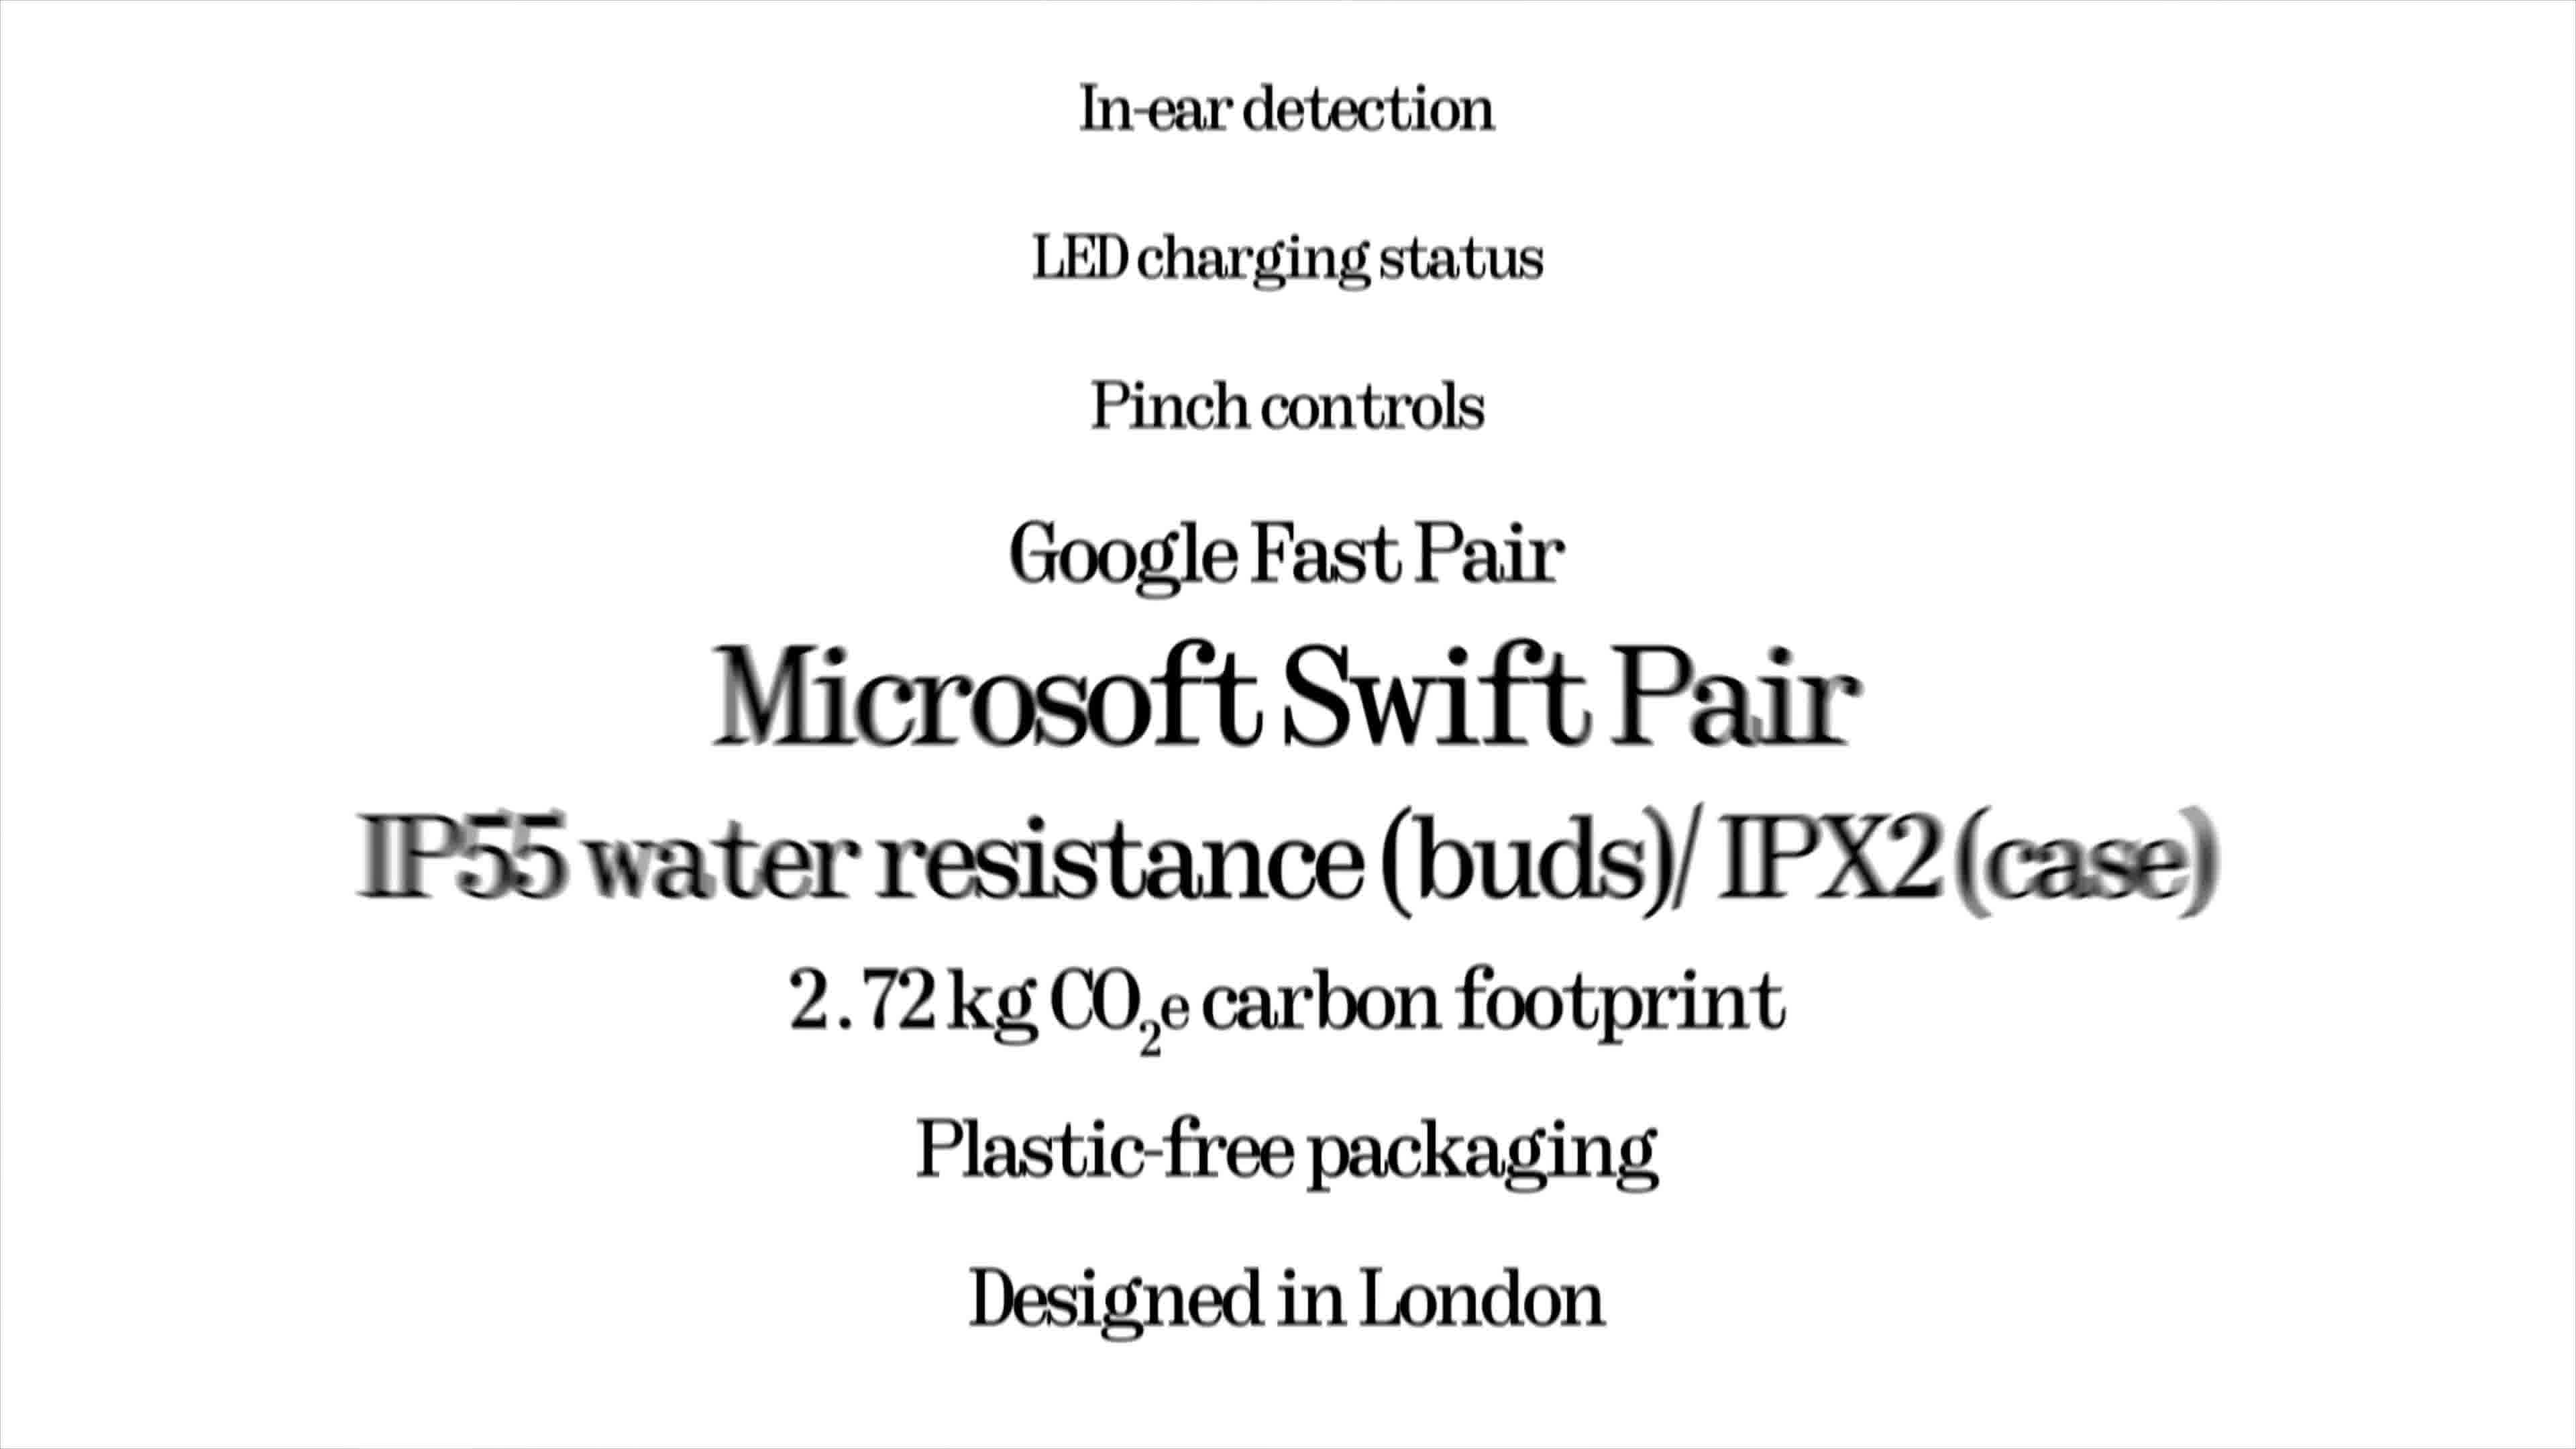 In-ear detection
LED charging status
Pinch controls
Google Fast Pair
Microsoft Swift Pair
IP55 water resistance (buds)/ IPX2 (case)
2.72 kg CO₂e carbon footprint
Plastic-free packaging
Designed in London